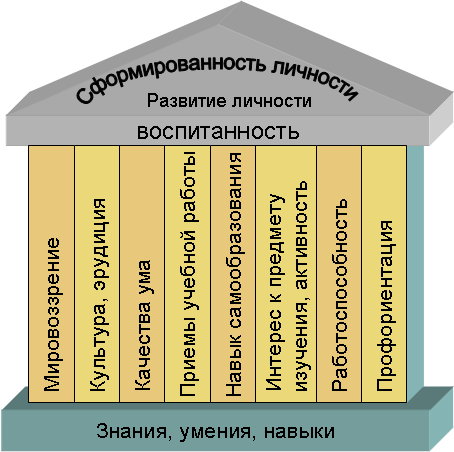 Сформированность личности
Развитие личности
воспитанность
Мировоззрение
Культура, эрудиция
Качества ума
Приемы учебной работы
Навык самообразования
Интерес к предмету
изучения, активность
Работоспособность
Профориентация
Знания, умения, навыки